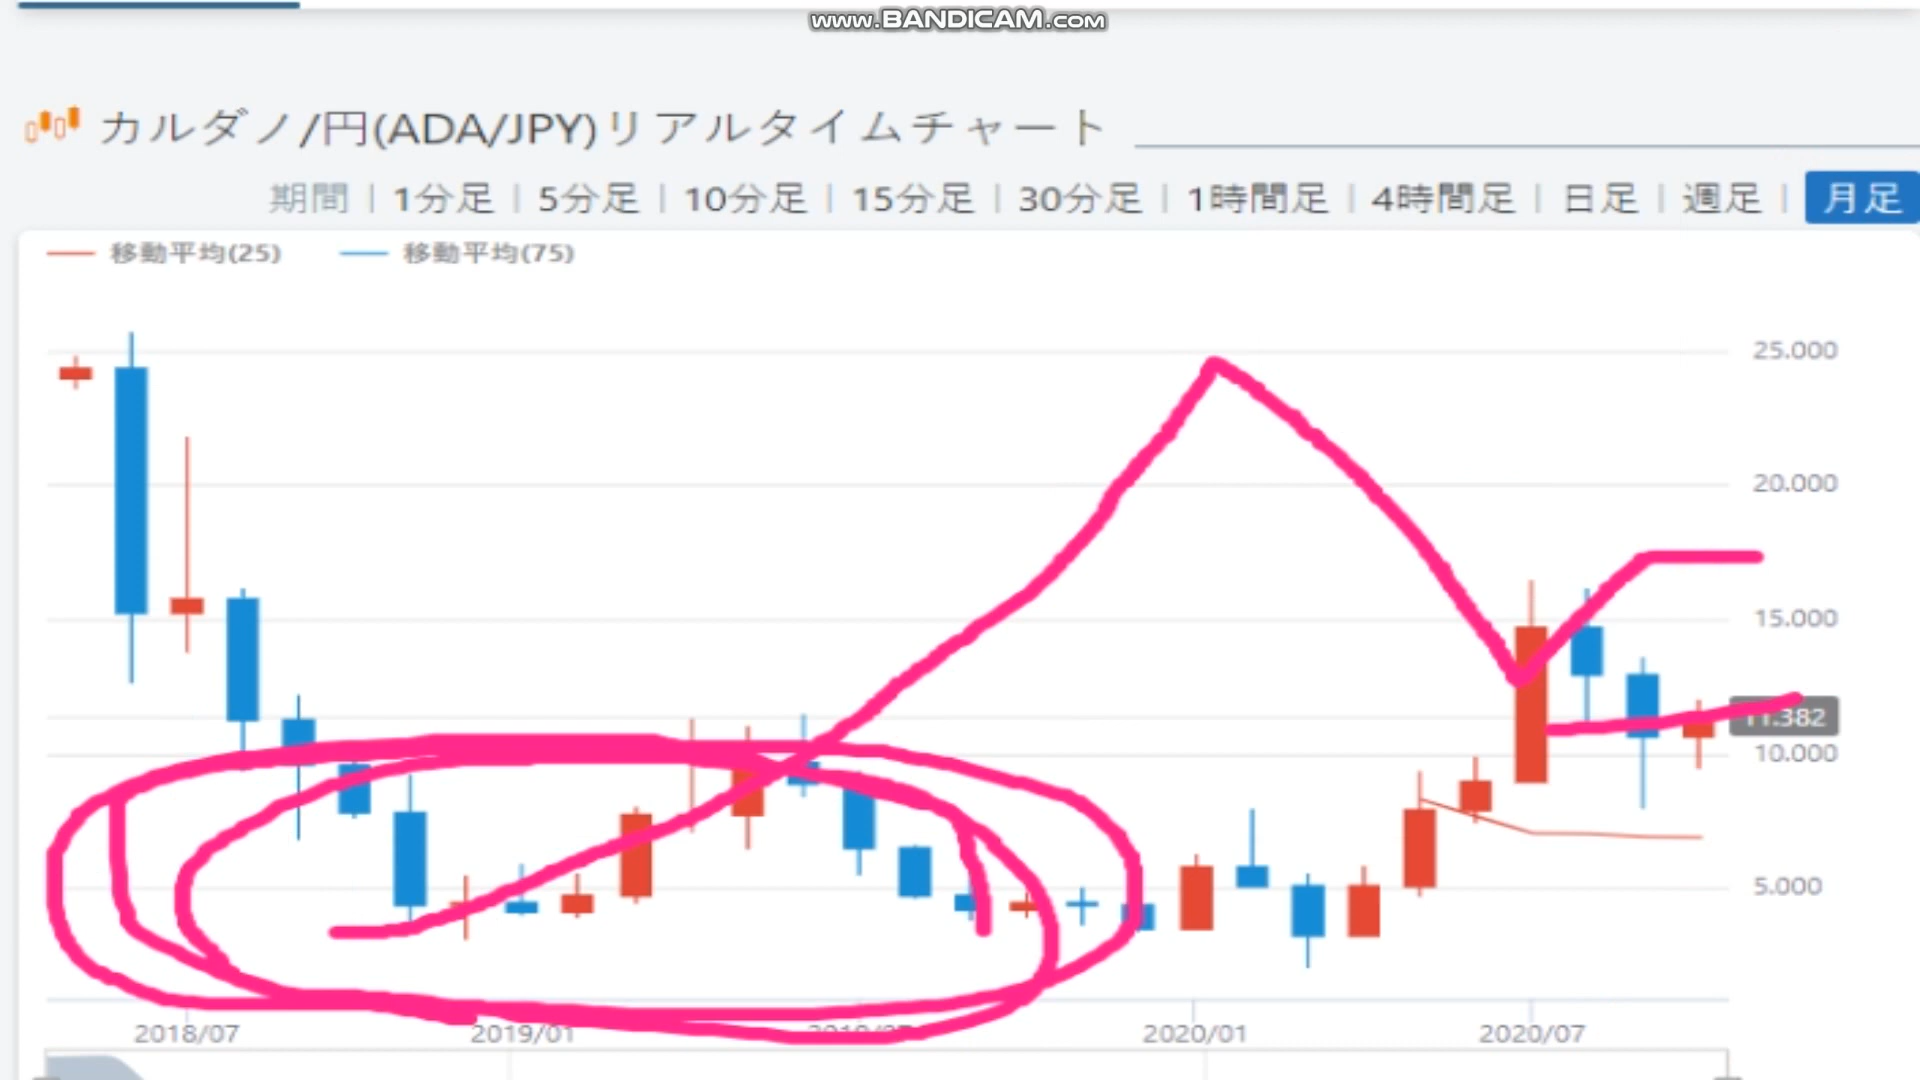 www.BANDICAM.com
カルダノ/円(ADA/JPY)リアルタイムチャート
期間 | 1分足 | 5分足 | 10分足 | 15分足 | 30分足 | 1時間足 | 4時間足 | 日足 | 週足 | 月足
移動平均(25) 移動平均(75)
25.000
20.000
15.000
11.382
10.000
5.000
2018/07 2019/01 2019/07 2020/01 2020/07